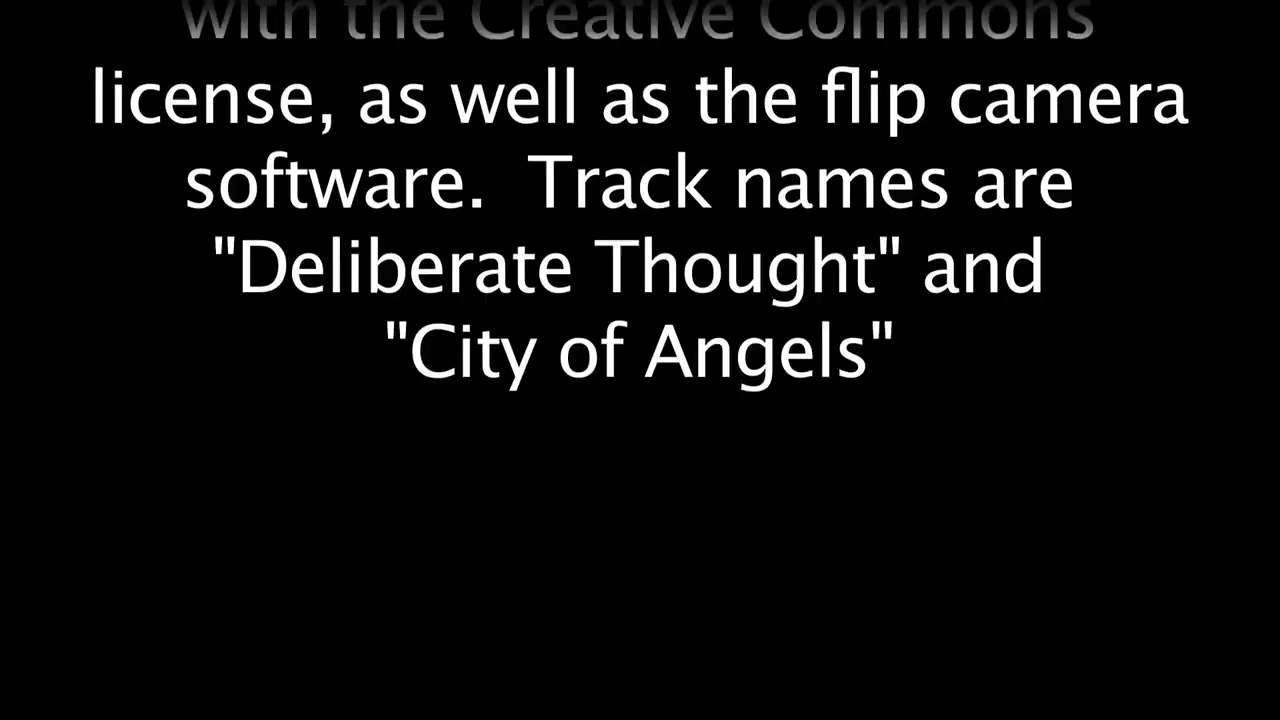 with the Creative Commons
license, as well as the flip camera
software.  Track names are
"Deliberate Thought" and
"City of Angels"